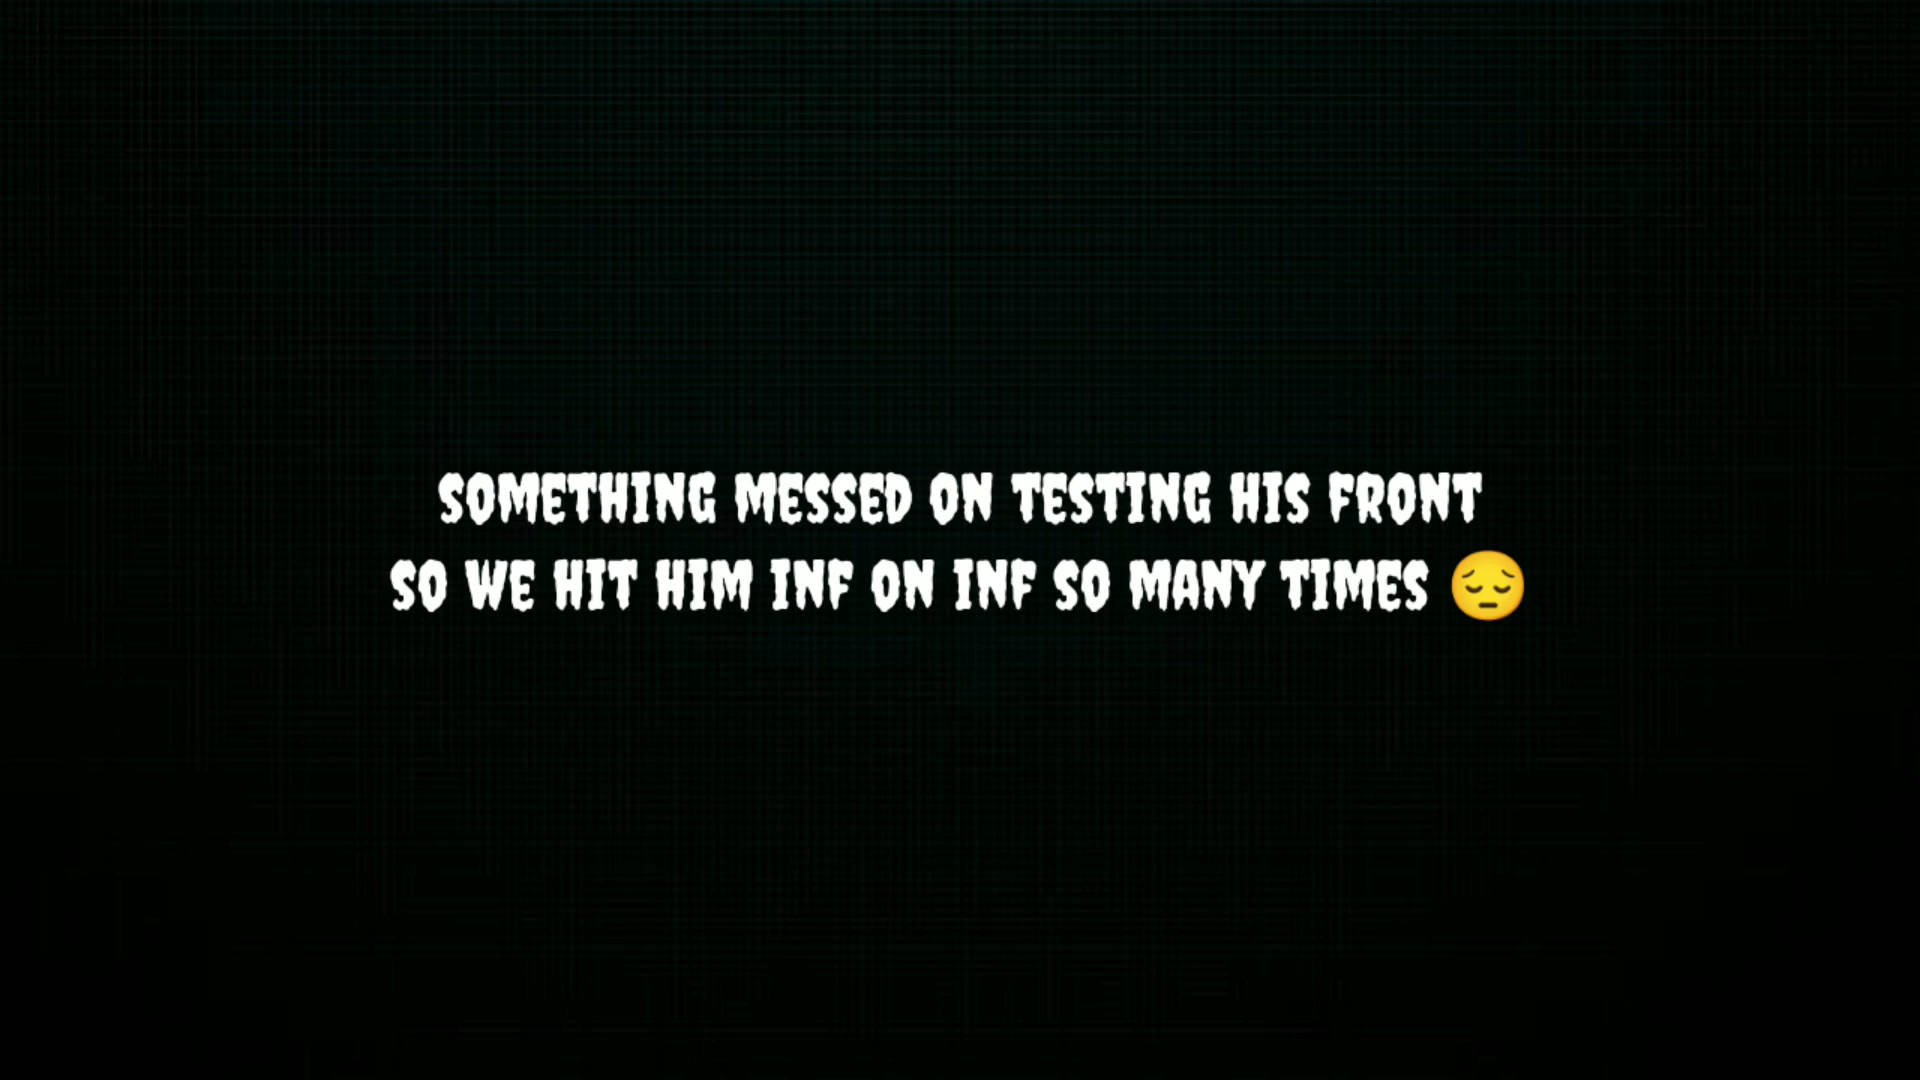 SOMETHING MESSED ON TESTING HIS FRONT
SO WE HIT HIM INF ON INF SO MANY TIMES 😔